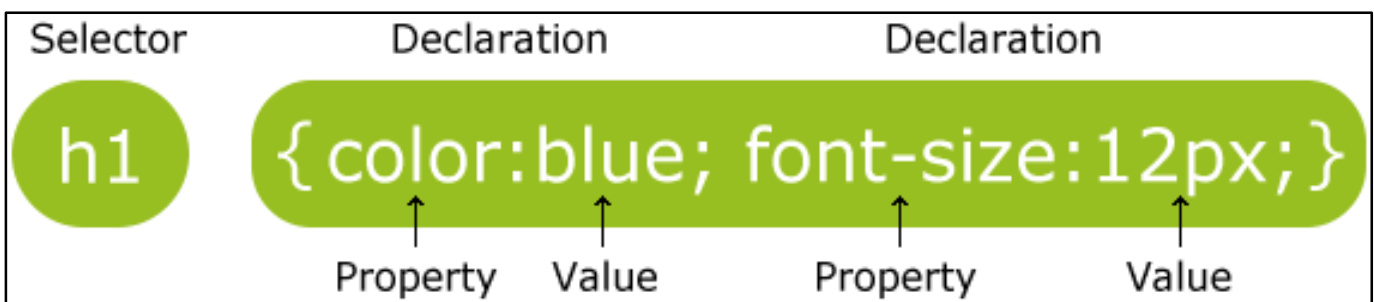 Selector Declaration Declaration
h1 {color:blue; font-size:12px;}
Property Value Property Value